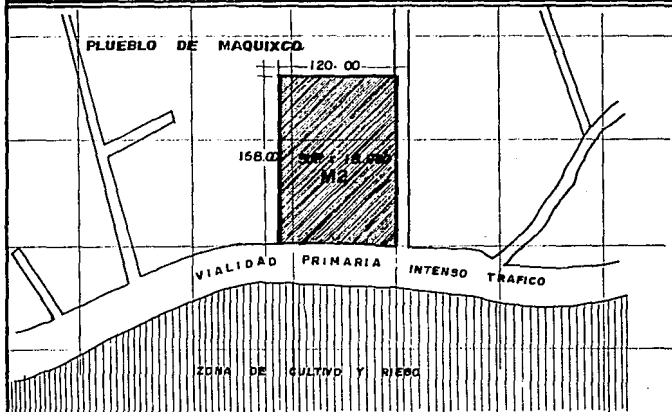 PLUEBLO DE MAQUIXCO
120.00
158.00
M2
VIALIDAD PRIMARIA INTENSO TRAFICO
ZONA DE CULTIVO Y RIEGO